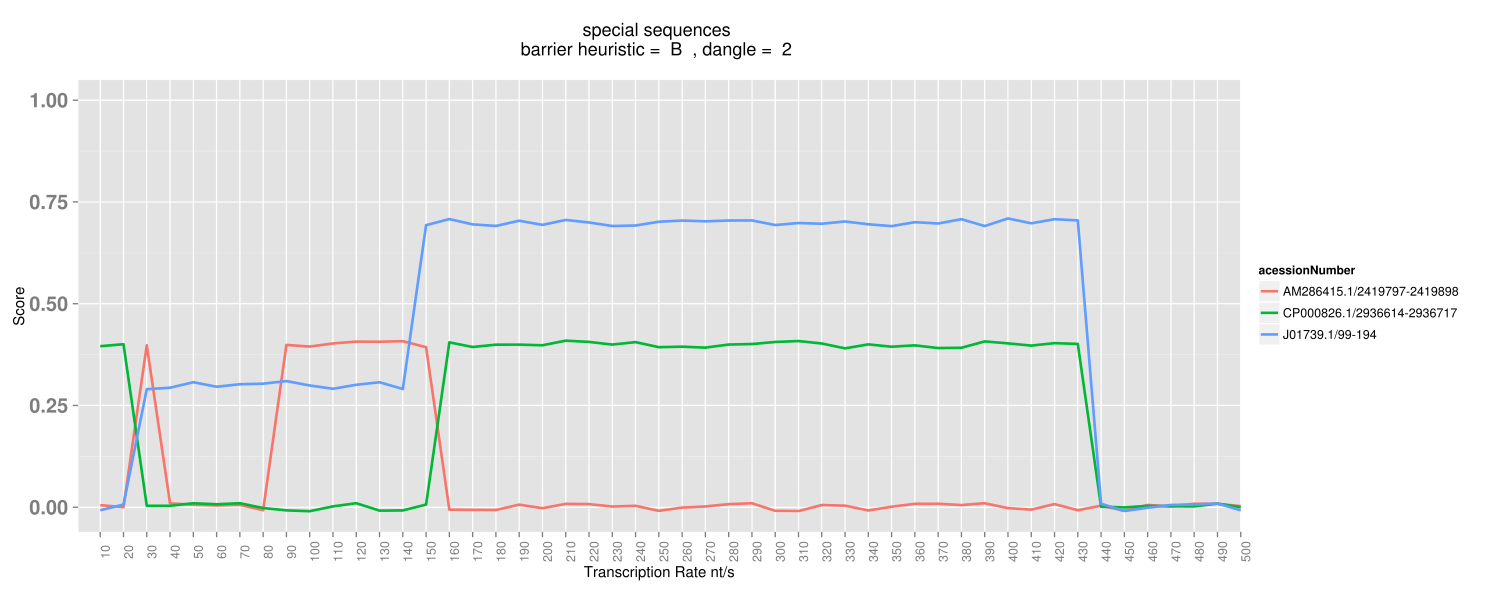 special sequences
barrier heuristic =  B  , dangle =  2
1.00
0.75
0.50
0.25
0.00
Score
10 20 30 40 50 60 70 80 90 100 110 120 130 140 150 160 170 180 190 200 210 220 230 240 250 260 270 280 290 300 310 320 330 340 350 360 370 380 390 400 410 420 430 440 450 460 470 480 490 500
Transcription Rate nt/s
acessionNumber
AM286415.1/2419797-2419898
CP000826.1/2936614-2936717
J01739.1/99-194